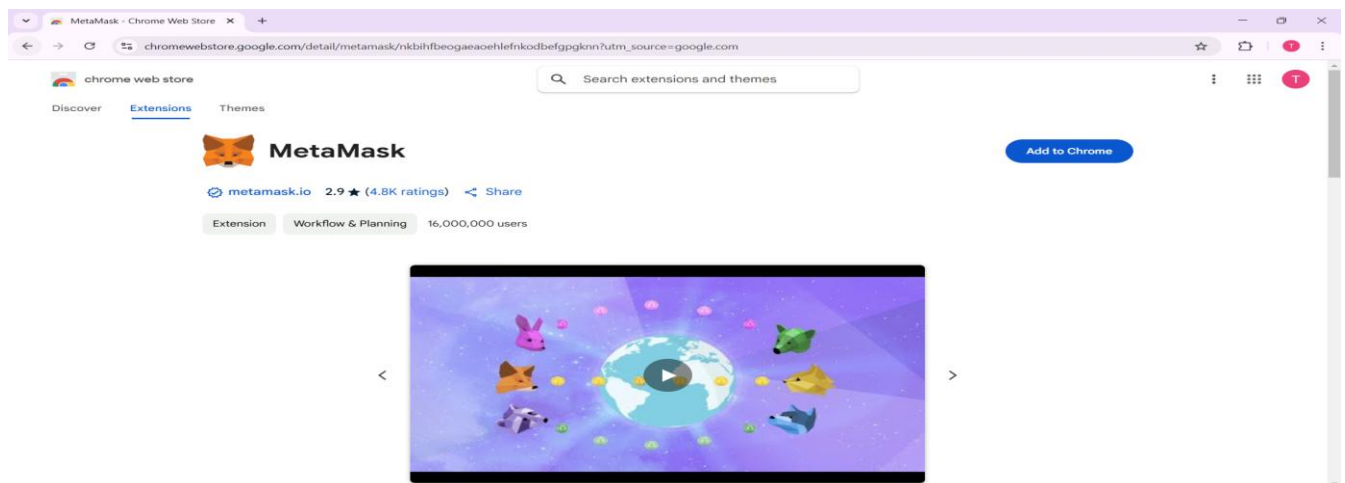 MetaMask - Chrome Web Store
chromewebstore.google.com/detail/metamask/nkbihfbeogaeaoehlefnkodbefgpgknn?utm_source=google.com
T
chrome web store
Search extensions and themes
T
Discover Extensions Themes
MetaMask
Add to Chrome
metamask.io 2.9★ (4.8K ratings) Share
Extension Workflow & Planning 16,000,000 users